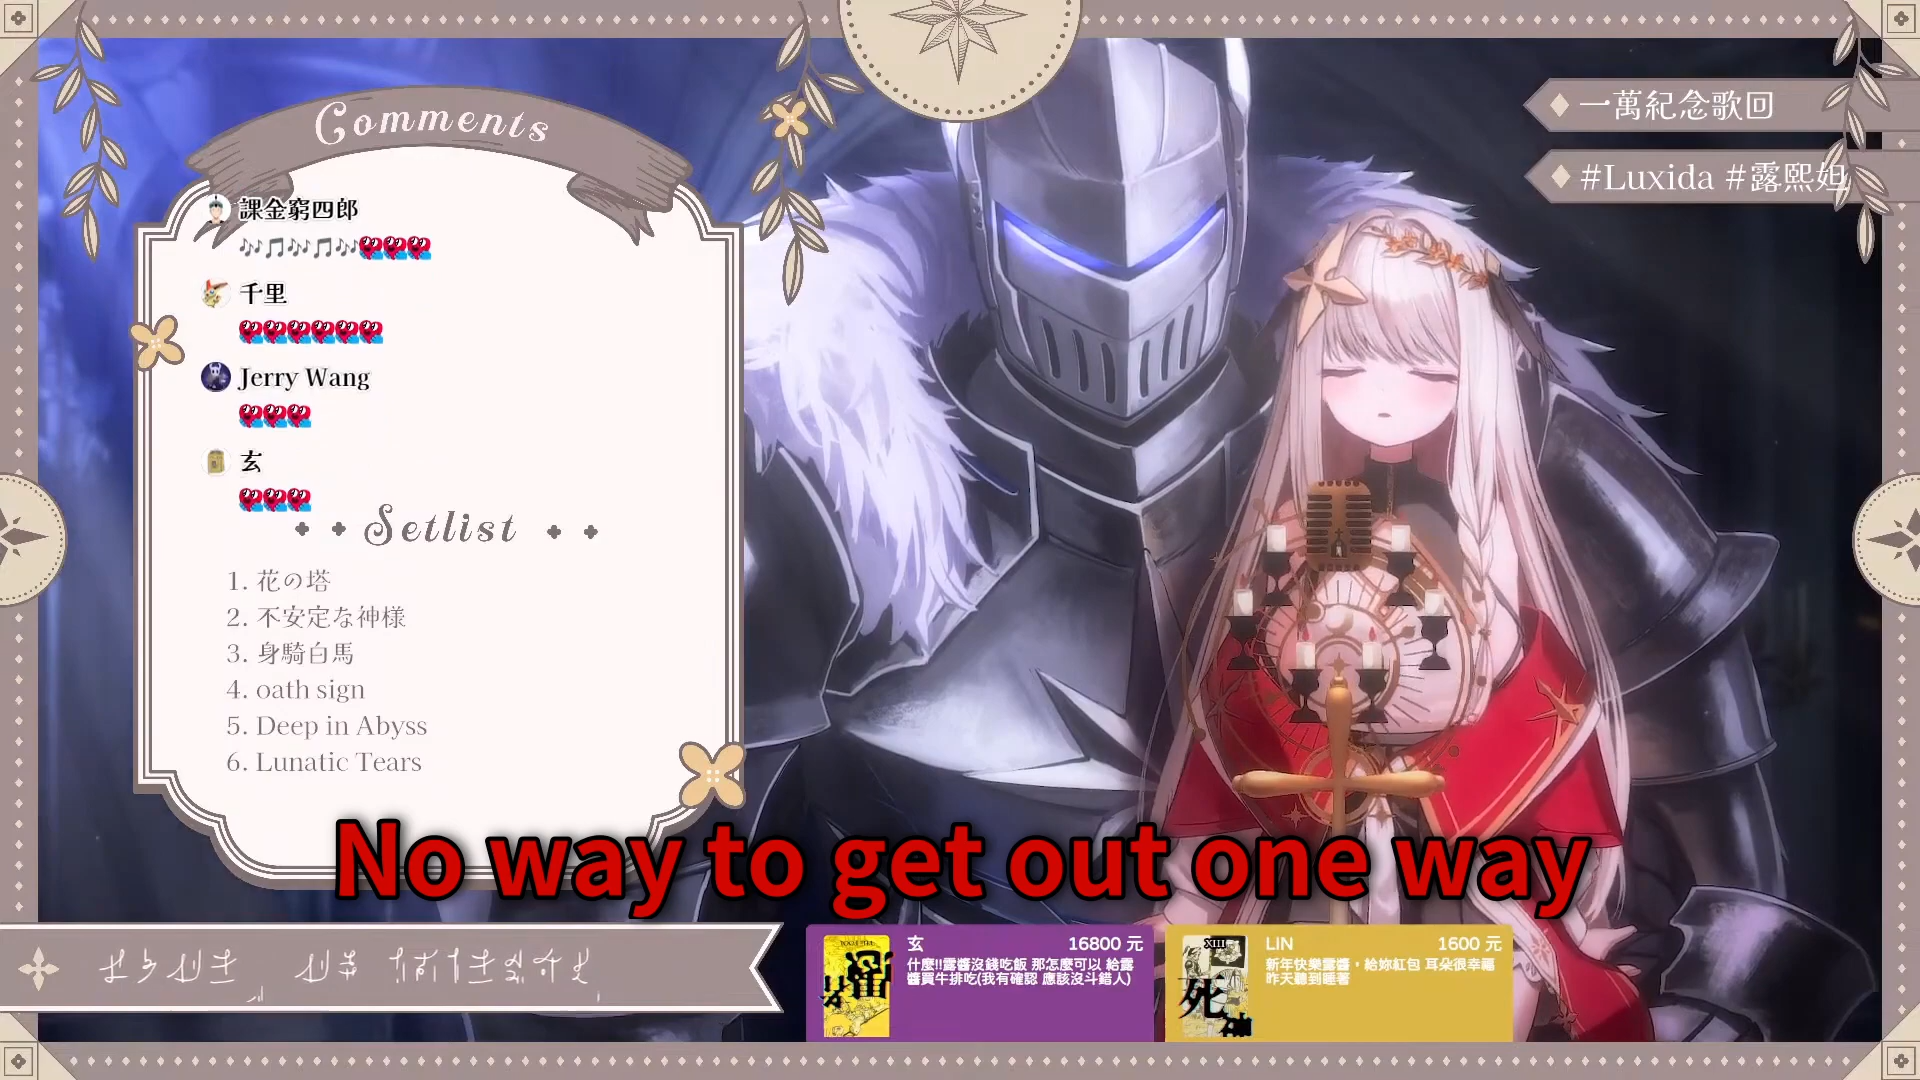 Comments
課金窮四郎
千里
Jerry Wang
玄
Setlist
1. 花の塔
2. 不安定な神様
3. 身騎白馬
4. oath sign
5. Deep in Abyss
6. Lunatic Tears
一萬紀念歌回
#Luxida #露熙妲
No way to get out one way
玄 16800 元
什麼!!露醬沒錢吃飯 那怎麼可以 給露
醬買牛排吃(我有確認 應該沒斗錯人)
LIN 1600 元
新年快樂露醬，給妳紅包 耳朵很幸福
昨天聽到睡著
XIII
死神